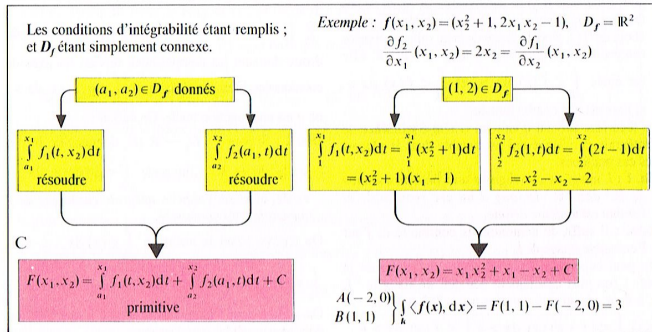 Les conditions d'intégrabilité étant remplis ;
et D_f étant simplement connexe.
Exemple : f(x₁, x₂)=(x₂²+1, 2x₁x₂−1), D_f = ℝ²
∂f₂/∂x₁ (x₁, x₂)=2x₂= ∂f₁/∂x₂ (x₁, x₂)
(a₁, a₂)∈D_f donnés
∫_{a₁}^{x₁} f₁(t, x₂)dt
résoudre
∫_{a₂}^{x₂} f₂(a₁, t)dt
résoudre
(1, 2)∈D_f
∫_{1}^{x₁} f₁(t, x₂)dt= ∫_{1}^{x₁} (x₂²+1)dt
=(x₂²+1)(x₁−1)
∫_{2}^{x₂} f₂(1, t)dt= ∫_{2}^{x₂} (2t−1)dt
=x₂²−x₂−2
C
F(x₁, x₂)= ∫_{a₁}^{x₁} f₁(t, x₂)dt+ ∫_{a₂}^{x₂} f₂(a₁, t)dt+C
primitive
F(x₁, x₂)=x₁x₂²+x₁−x₂+C
A(−2, 0)
B(1, 1)
} ∫_k ⟨f(x), dx⟩=F(1, 1)−F(−2, 0)=3